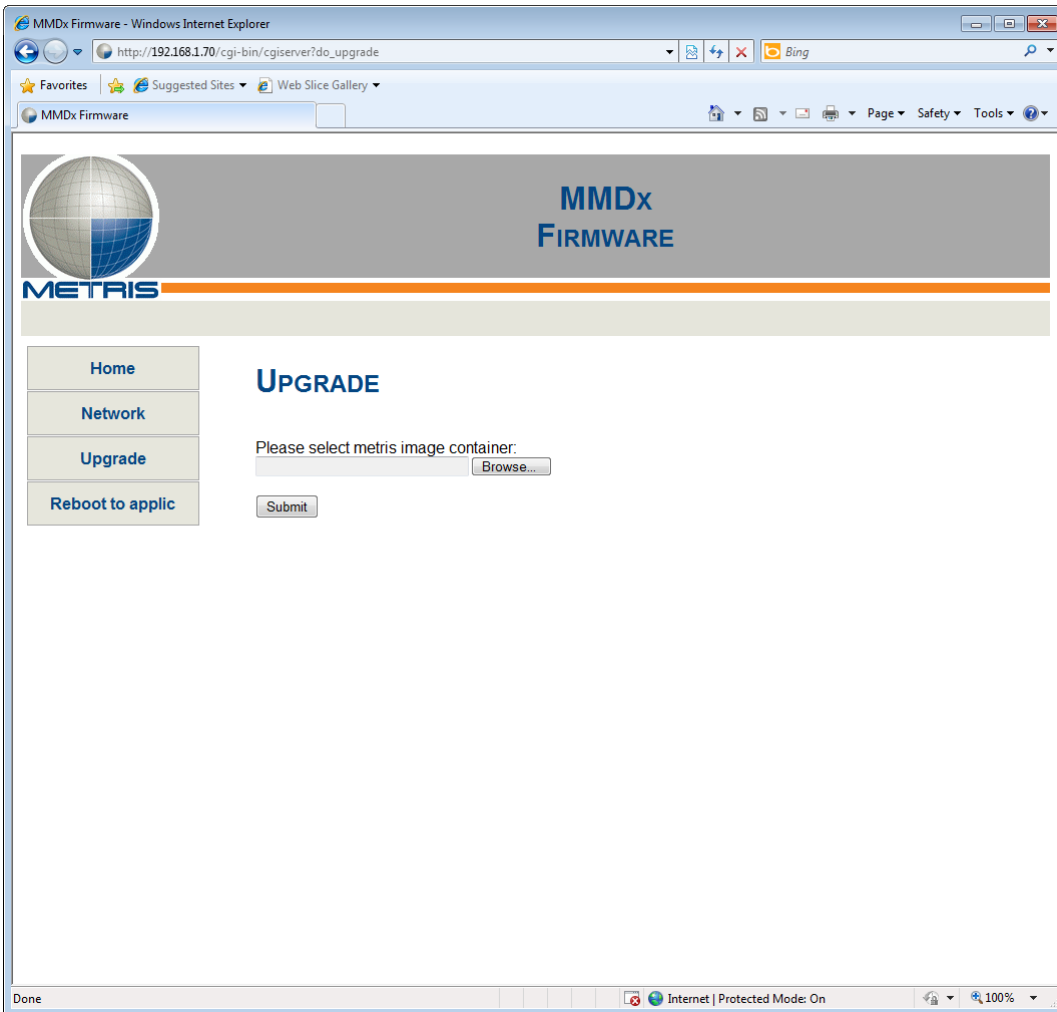 MMDx Firmware - Windows Internet Explorer
http://192.168.1.70/cgi-bin/cgiserver?do_upgrade
Bing
Favorites Suggested Sites Web Slice Gallery
MMDx Firmware
Page Safety Tools
MMDx
FIRMWARE
METRIS
Home
Network
Upgrade
Reboot to applic
UPGRADE
Please select metris image container:
Browse...
Submit
Done
Internet | Protected Mode: On
100%